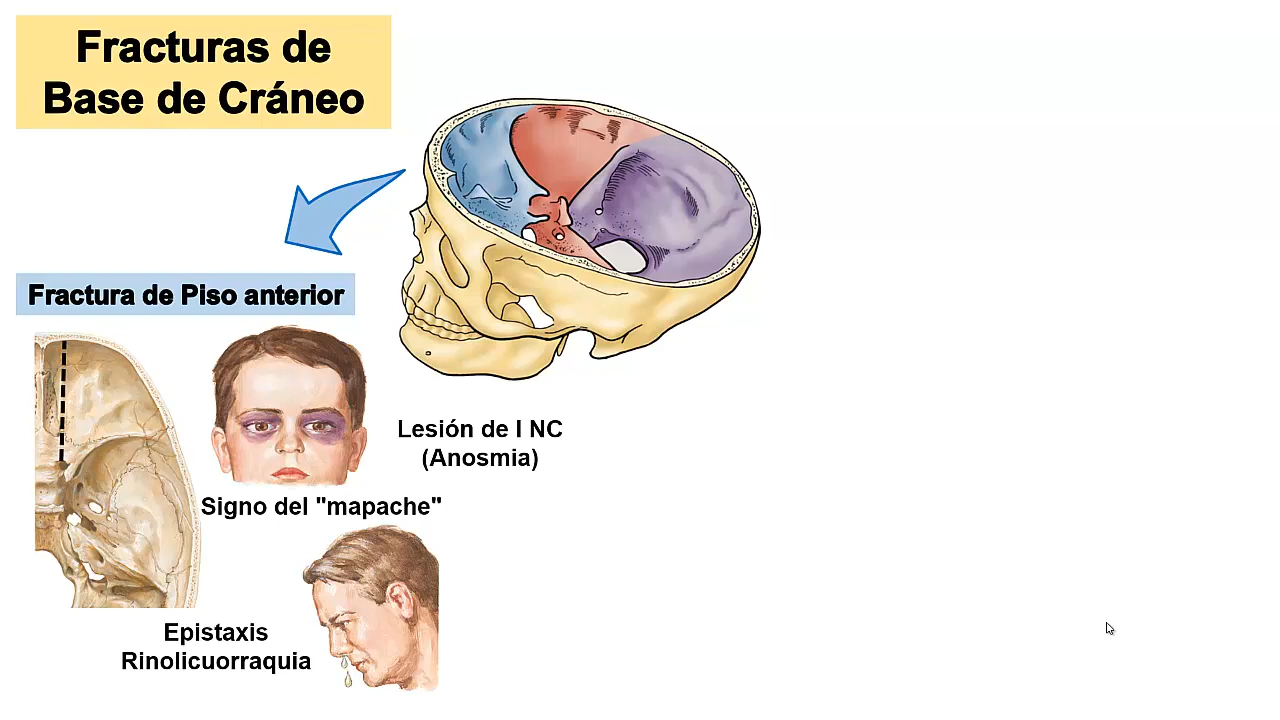 Fracturas de
Base de Cráneo
Fractura de Piso anterior
Lesión de I NC
(Anosmia)
Signo del "mapache"
Epistaxis
Rinolicuorraquia